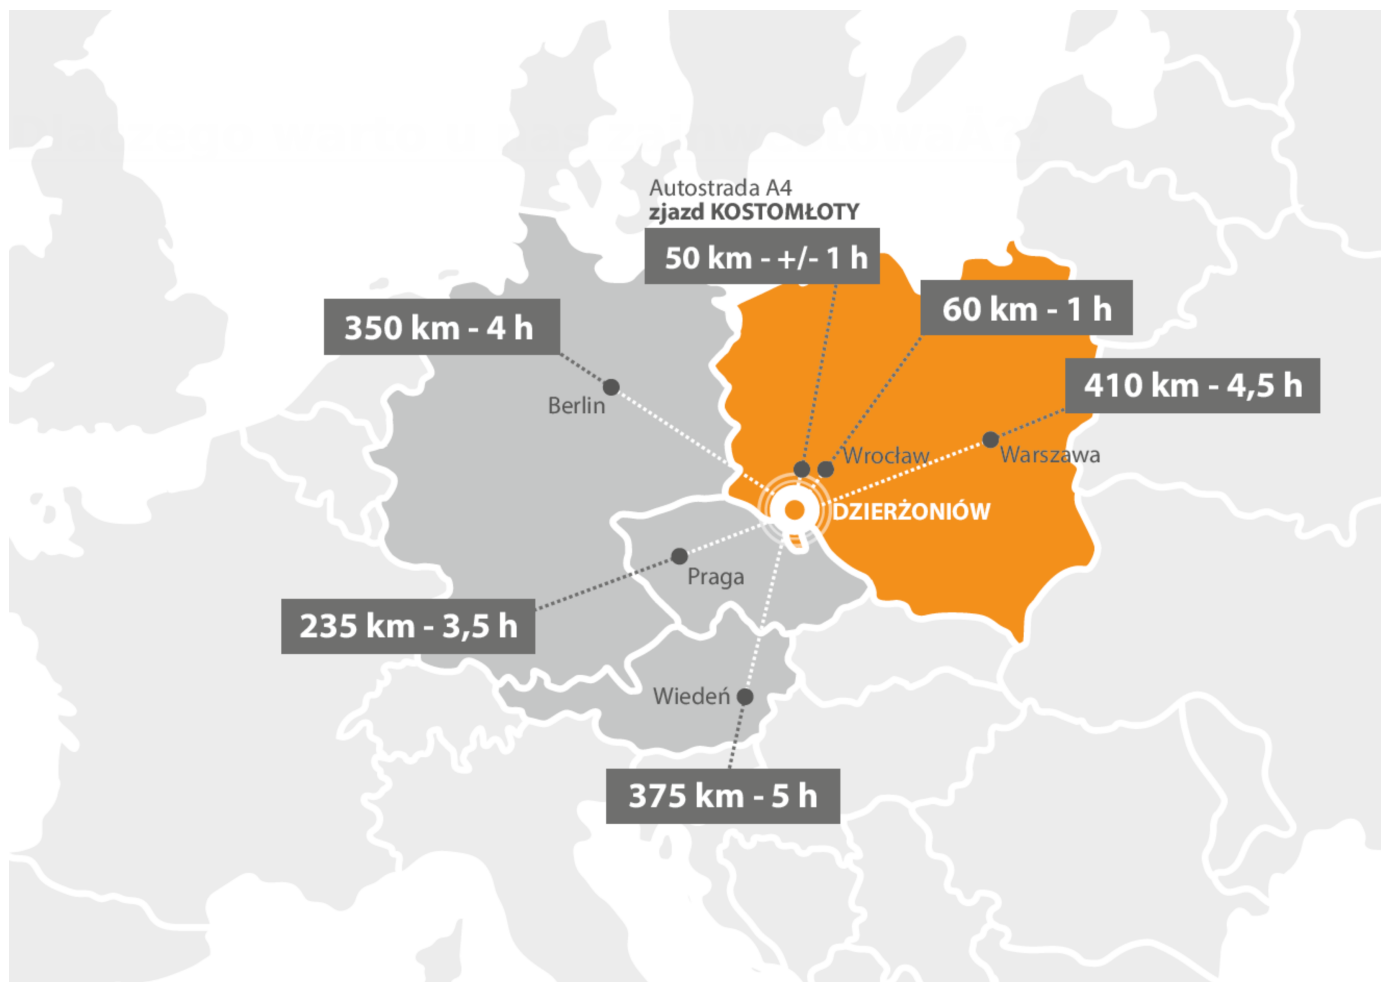 Autostrada A4
zjazd KOSTOMŁOTY
50 km - +/- 1 h
60 km - 1 h
350 km - 4 h
410 km - 4,5 h
Berlin
Wrocław
Warszawa
DZIERŻONIÓW
Praga
235 km - 3,5 h
Wiedeń
375 km - 5 h